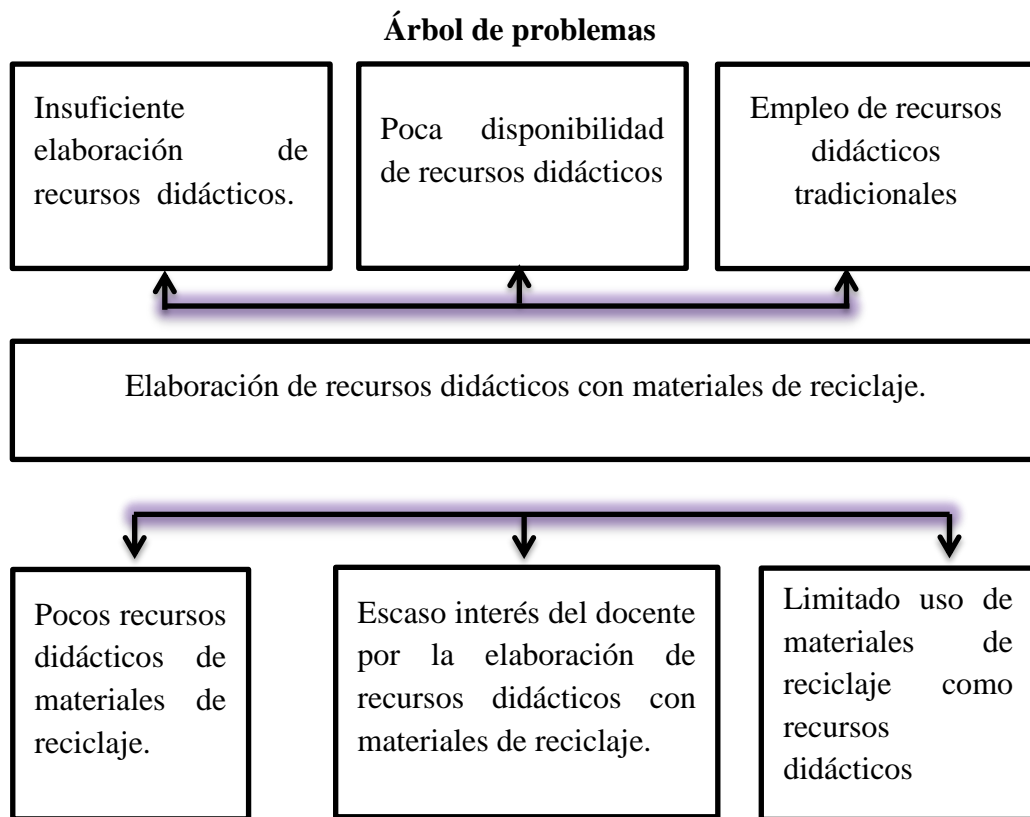 Árbol de problemas
Insuficiente
elaboración de
recursos didácticos.
Poca disponibilidad
de recursos didácticos
Empleo de recursos
didácticos
tradicionales
Elaboración de recursos didácticos con materiales de reciclaje.
Pocos recursos
didácticos de
materiales de
reciclaje.
Escaso interés del docente
por la elaboración de
recursos didácticos con
materiales de reciclaje.
Limitado uso de
materiales de
reciclaje como
recursos
didácticos